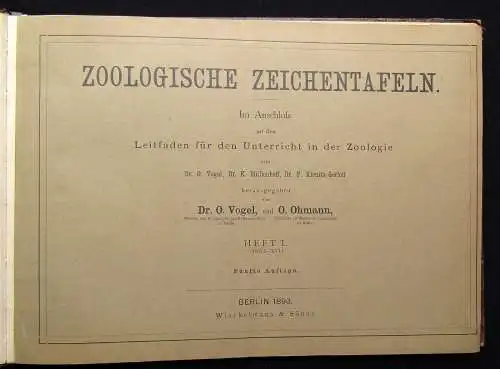 ZOOLOGISCHE ZEICHENTAFELN.
Im Anschluß
an den
Leitfaden für den Unterricht in der Zoologie
von
Dr. O. Vogel, Dr. K. Müllenhoff, Dr. F. Kienitz-Gerloff
herausgegeben
von
Dr. O. Vogel, und O. Ohmann,
HEFT I.
Fünfte Auflage.
BERLIN 1893.
Winckelmann & Söhne